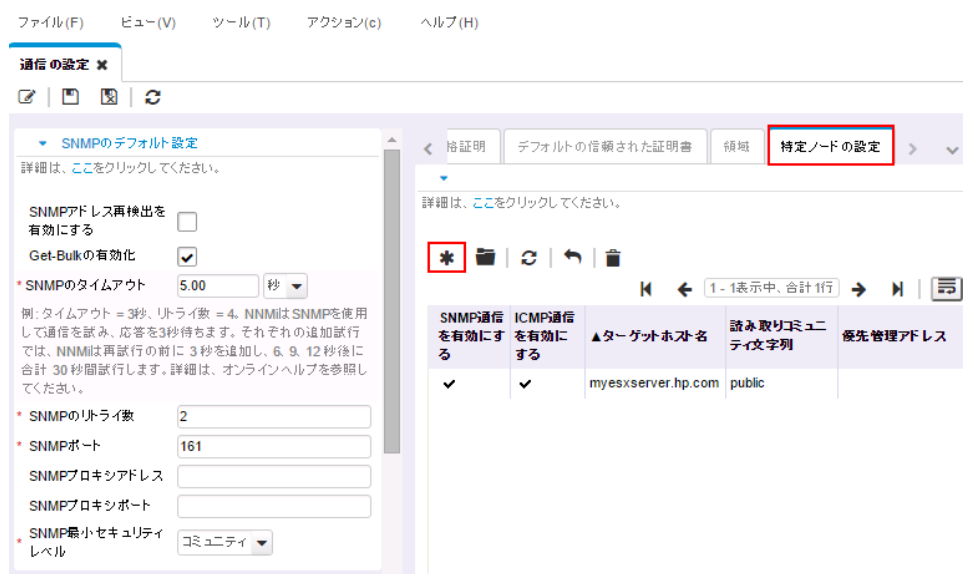 ファイル(F) ビュー(V) ツール(T) アクション(c) ヘルプ(H)
通信の設定 ✖
SNMPのデフォルト設定
詳細は、ここをクリックしてください。
SNMPアドレス再検出を
有効にする
Get-Bulkの有効化
* SNMPのタイムアウト 5.00 秒
例: タイムアウト = 3秒、リトライ数 = 4。NNMiはSNMPを使用
して通信を試み、応答を3秒待ちます。それぞれの追加試行
では、NNMiは再試行の前に 3 秒を追加し、6. 9. 12 秒後に
合計 30 秒間試行します。詳細は、オンラインヘルプを参照し
てください。
* SNMPのリトライ数 2
* SNMPポート 161
SNMPプロキシアドレス
SNMPプロキシポート
* SNMP最小セキュリティ
レベル コミュニティ
格証明 デフォルトの信頼された証明書 領域 特定ノードの設定
詳細は、ここをクリックしてください。
1 - 1表示中、合計 1行
SNMP通信
を有効にす
る
ICMP通信
を有効に
する
▲ターゲットホスト名
読み取りコミュニ
ティ文字列
優先管理アドレス
myesxserver.hp.com public